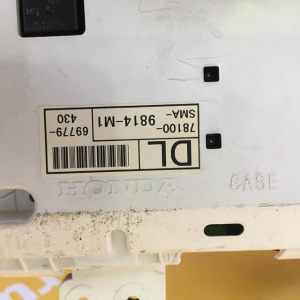 DL
78100-
SMA-
9814-M1
69779-
430
HONDA
CASE